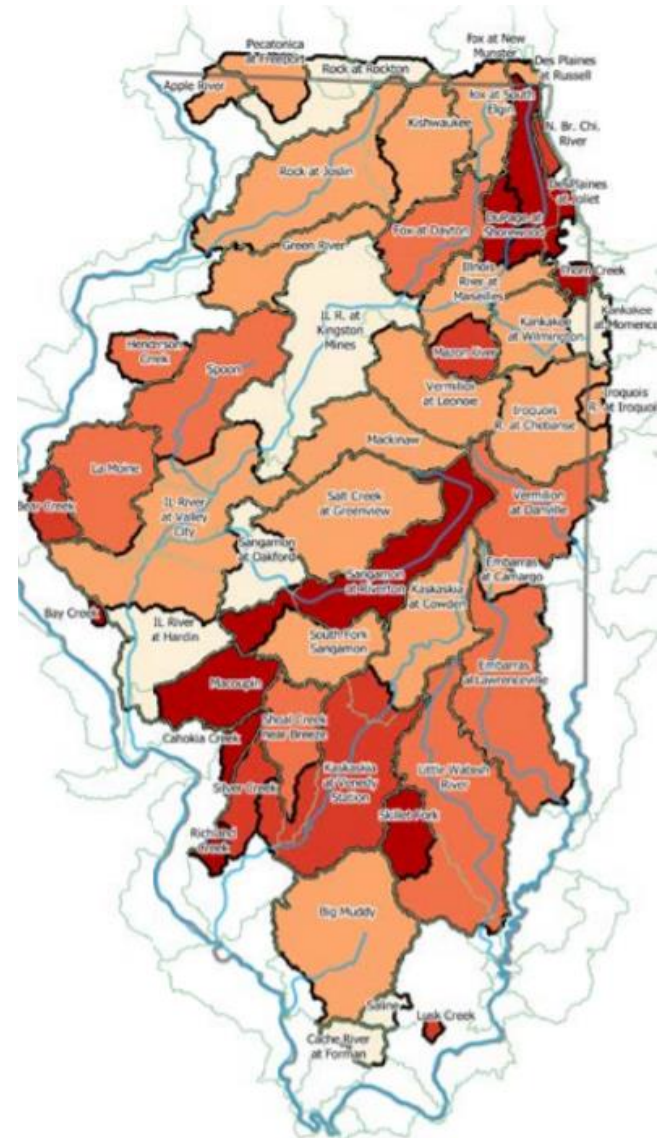 Fox at New
Munster
Pecatonica
at Freeport
Rock at Rockton
Des Plaines
at Russell
Apple River
Fox at South
Elgin
Kishwaukee
N. Br. Chi.
River
Rock at Joslin
Des Plaines
at Joliet
DuPage at
Shorewood
Fox at Dayton
Green River
Illinois
River at
Marseilles
Thorn Creek
IL R. at
Kingston
Mines
Kankakee
at Wilmington
Kankakee
at Momence
Henderson
Creek
Mazon River
Spoon
Vermilion
at Leonore
Iroquois
R. at Chebanse
Iroquois
R. at Iroquois
Mackinaw
La Moine
Bear Creek
IL River
at Valley
City
Salt Creek
at Greenview
Vermilion
at Danville
Sangamon
at Oakford
Sangamon
at Riverton
Embarras
at Camargo
Kaskaskia
at Cowden
Bay Creek
IL River
at Hardin
South Fork
Sangamon
Embarras
at Lawrenceville
Macoupin
Shoal Creek
near Breeze
Cahokia Creek
Kaskaskia
at Venedy
Station
Little Wabash
River
Silver Creek
Skillet Fork
Richland
Creek
Big Muddy
Saline
Lusk Creek
Cache River
at Forman